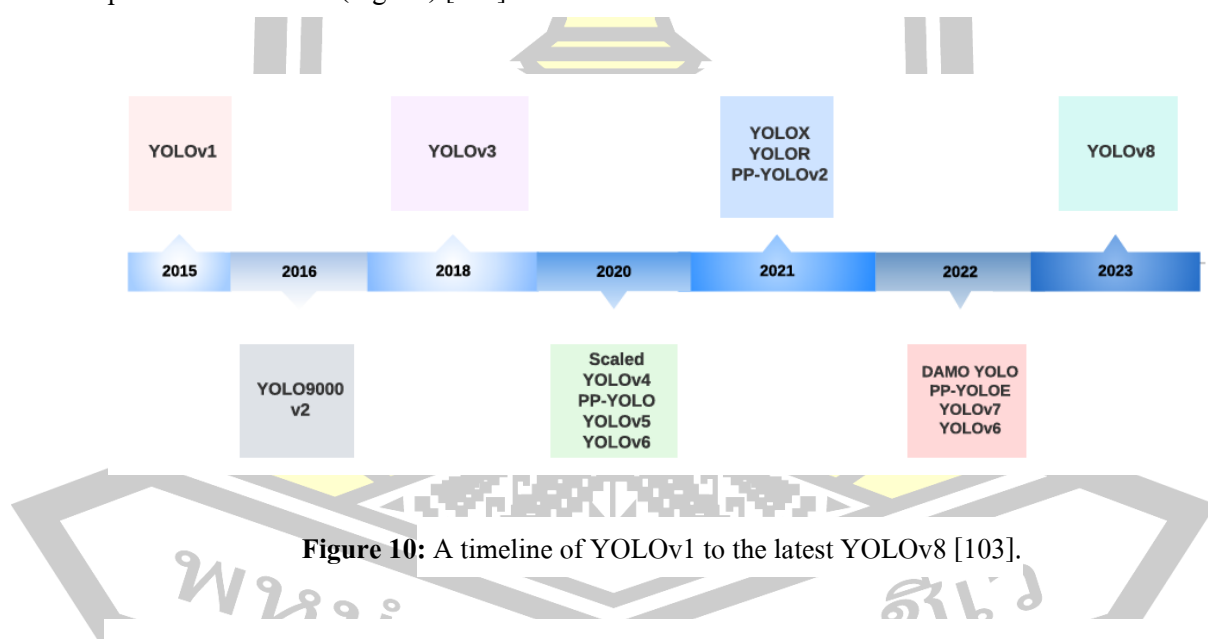 YOLOv1
YOLOv3
YOLOX
YOLOR
PP-YOLOv2
YOLOv8
2015
2016
2018
2020
2021
2022
2023
YOLO9000
v2
Scaled
YOLOv4
PP-YOLO
YOLOv5
YOLOv6
DAMO YOLO
PP-YOLOE
YOLOv7
YOLOv6
Figure 10: A timeline of YOLOv1 to the latest YOLOv8 [103].